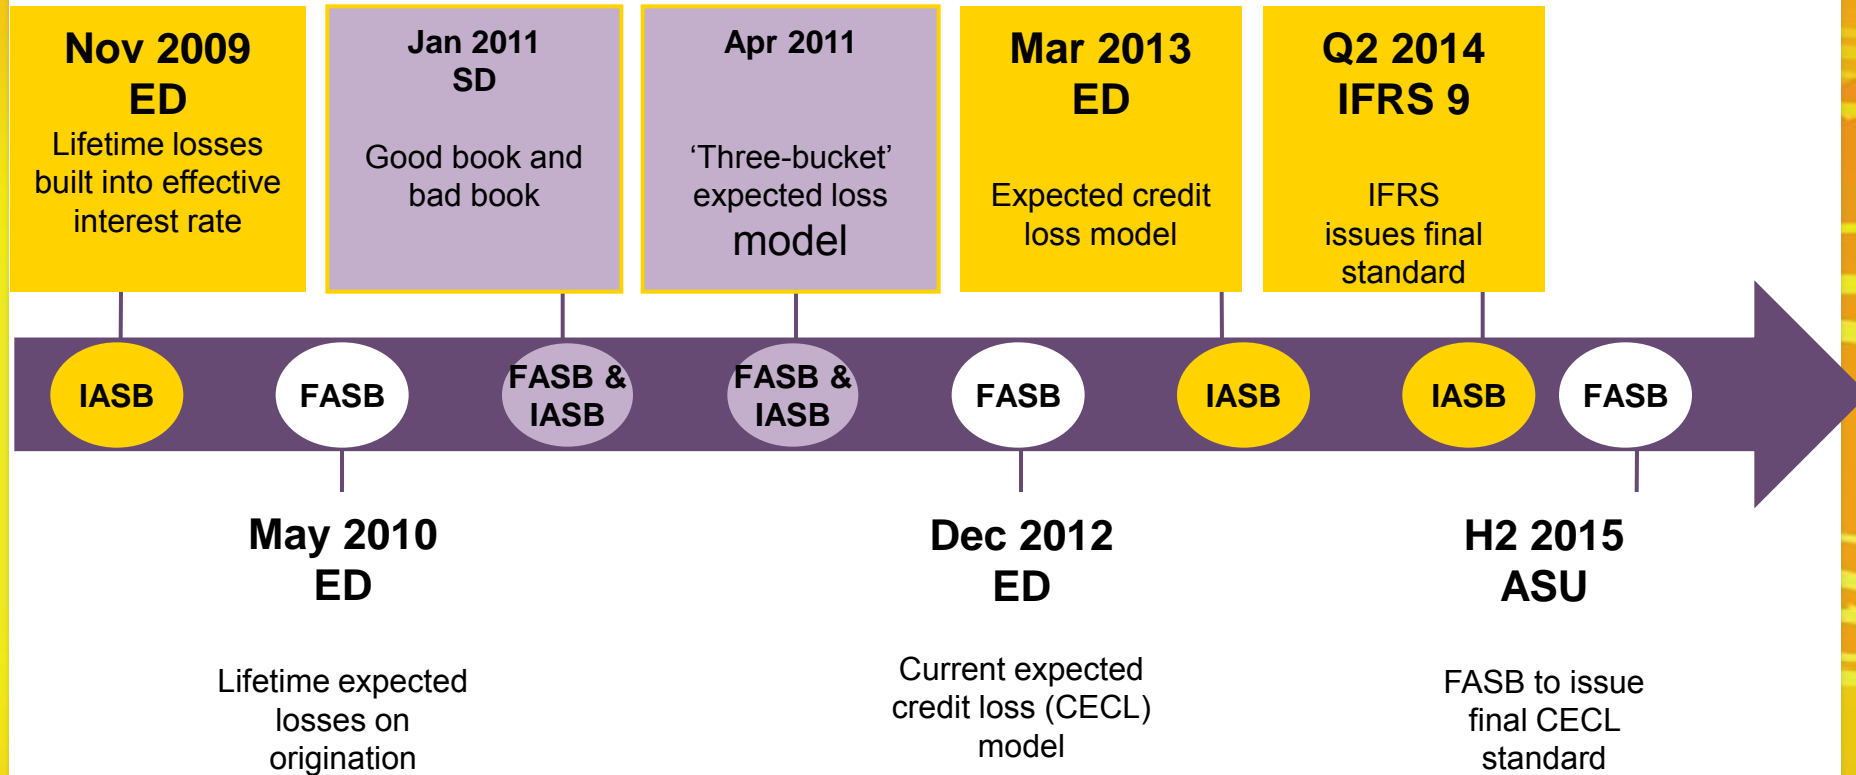 Nov 2009
ED
Lifetime losses
built into effective
interest rate
Jan 2011
SD
Good book and
bad book
Apr 2011
‘Three-bucket’
expected loss
model
Mar 2013
ED
Expected credit
loss model
Q2 2014
IFRS 9
IFRS
issues final
standard
IASB
FASB
FASB &
IASB
FASB &
IASB
FASB
IASB
IASB
FASB
May 2010
ED
Lifetime expected
losses on
origination
Dec 2012
ED
Current expected
credit loss (CECL)
model
H2 2015
ASU
FASB to issue
final CECL
standard